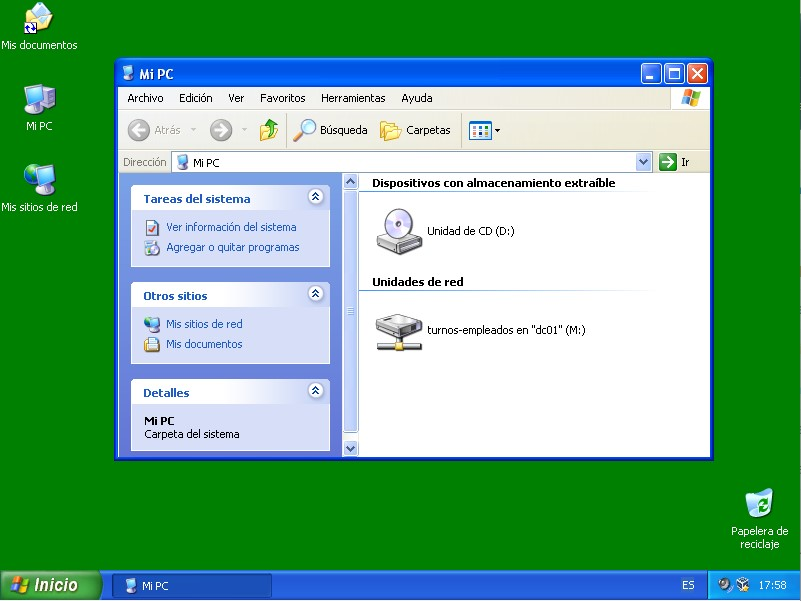 Mis documentos
Mi PC
Mis sitios de red
Mi PC
Archivo Edición Ver Favoritos Herramientas Ayuda
Atrás Búsqueda Carpetas
Dirección Mi PC Ir
Tareas del sistema
Ver información del sistema
Agregar o quitar programas
Otros sitios
Mis sitios de red
Mis documentos
Detalles
Mi PC
Carpeta del sistema
Dispositivos con almacenamiento extraíble
Unidad de CD (D:)
Unidades de red
turnos-empleados en "dc01" (M:)
Papelera de
reciclaje
Inicio Mi PC ES 17:58